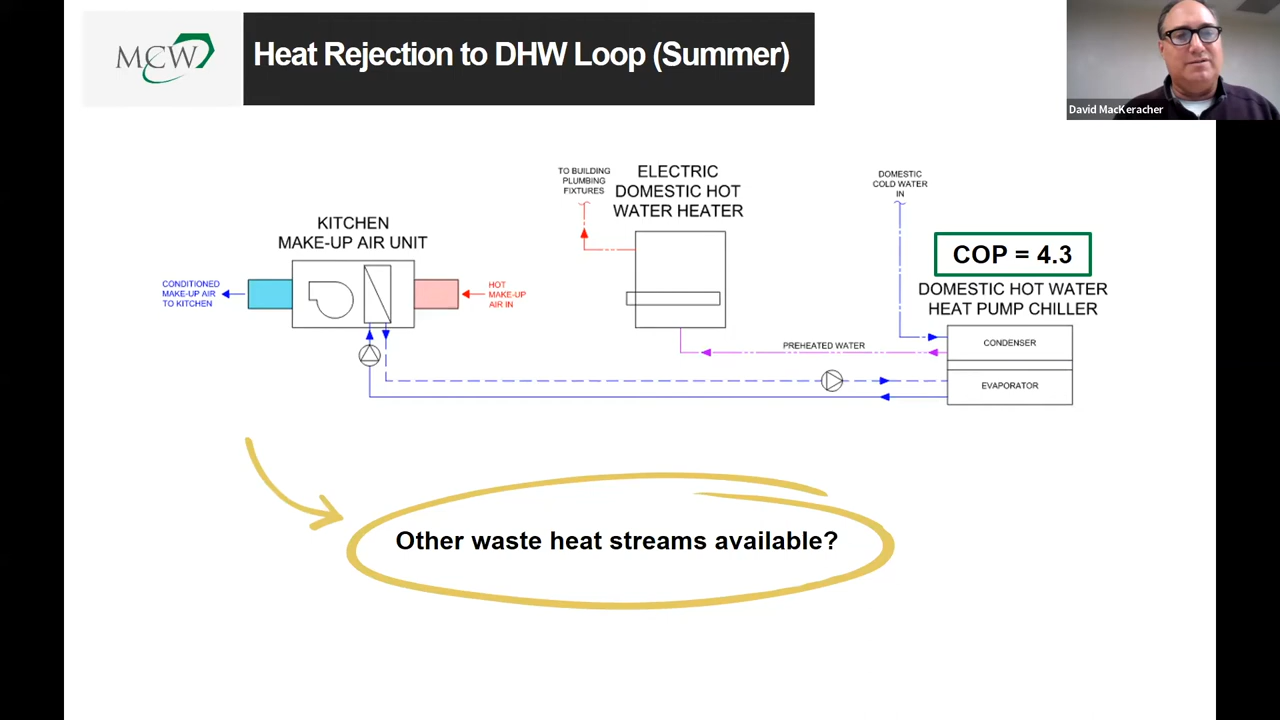 MCW
Heat Rejection to DHW Loop (Summer)
David MacKeracher
TO BUILDING
PLUMBING
FIXTURES
ELECTRIC
DOMESTIC HOT
WATER HEATER
DOMESTIC
COLD WATER
IN
KITCHEN
MAKE-UP AIR UNIT
COP = 4.3
DOMESTIC HOT WATER
HEAT PUMP CHILLER
CONDITIONED
MAKE-UP AIR
TO KITCHEN
HOT
MAKE-UP
AIR IN
PREHEATED WATER
CONDENSER
EVAPORATOR
Other waste heat streams available?